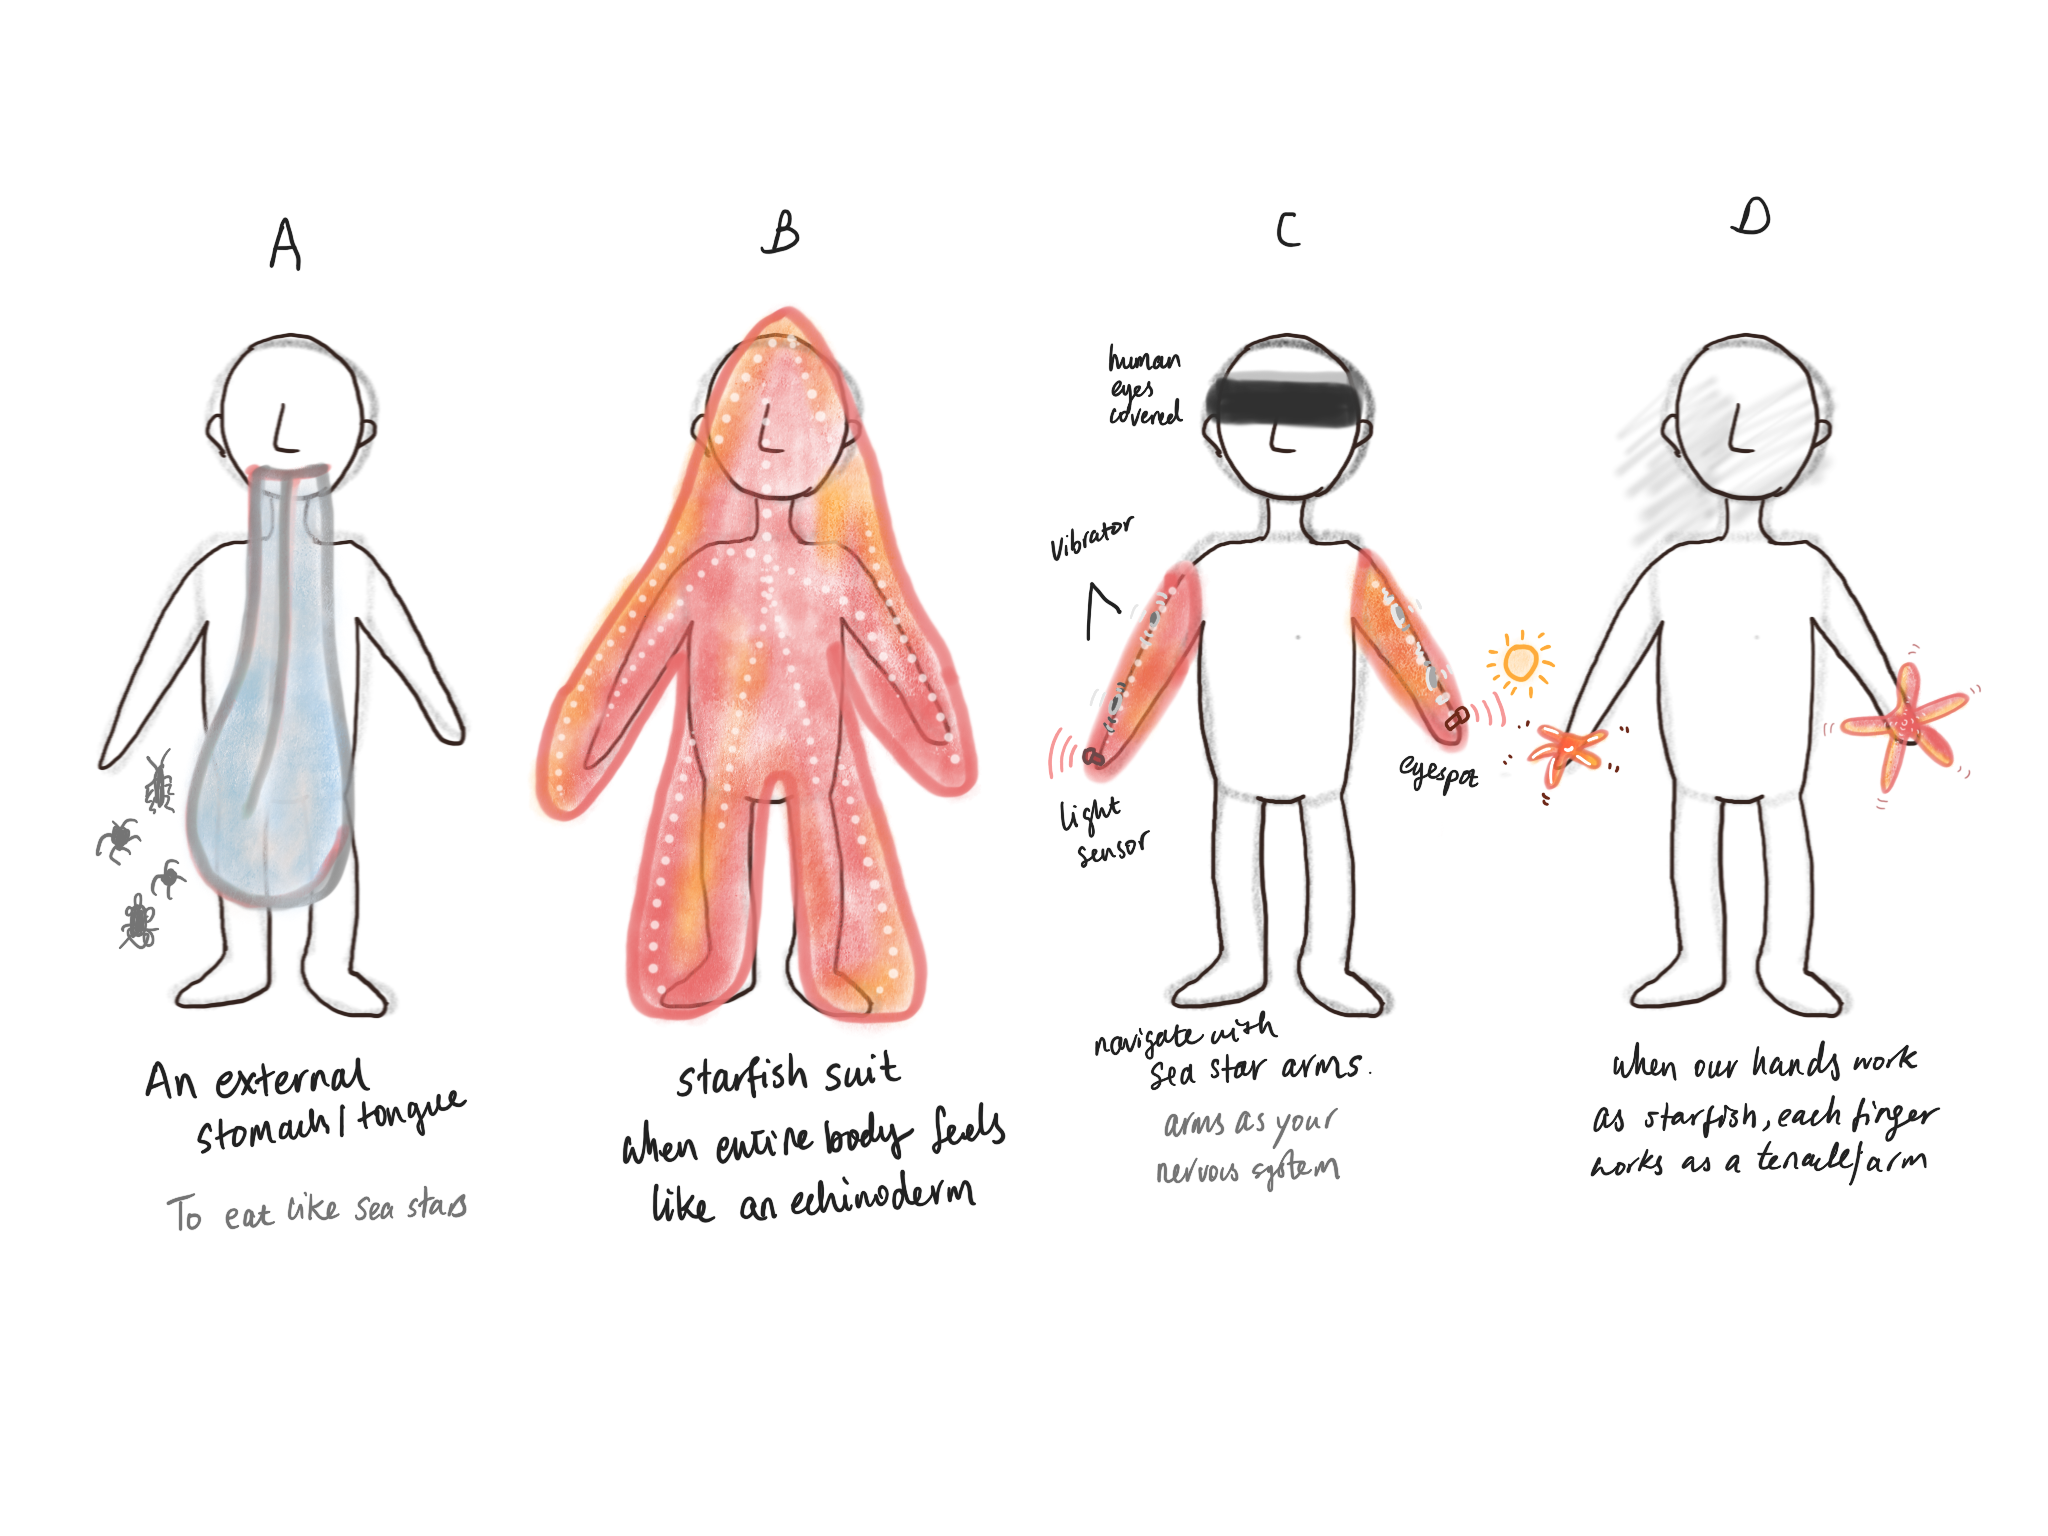 A
An external
stomach/tongue
To eat like sea stars
B
starfish suit
when entire body feels
like an echinoderm
C
human
eyes
covered
Vibrator
light
sensor
eyespot
navigate with
sea star arms.
arms as your
nervous system
D
when our hands work
as starfish, each finger
works as a tentacle/arm